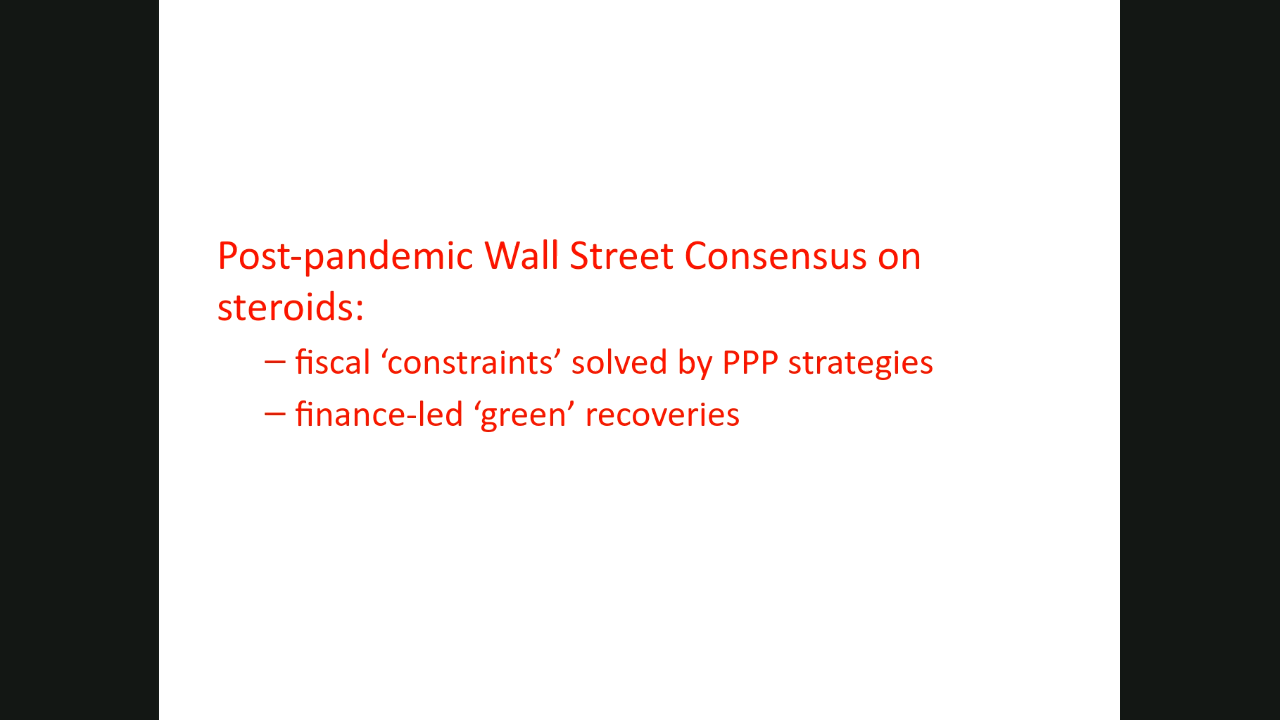 Post-pandemic Wall Street Consensus on
steroids:
– fiscal ‘constraints’ solved by PPP strategies
– finance-led ‘green’ recoveries